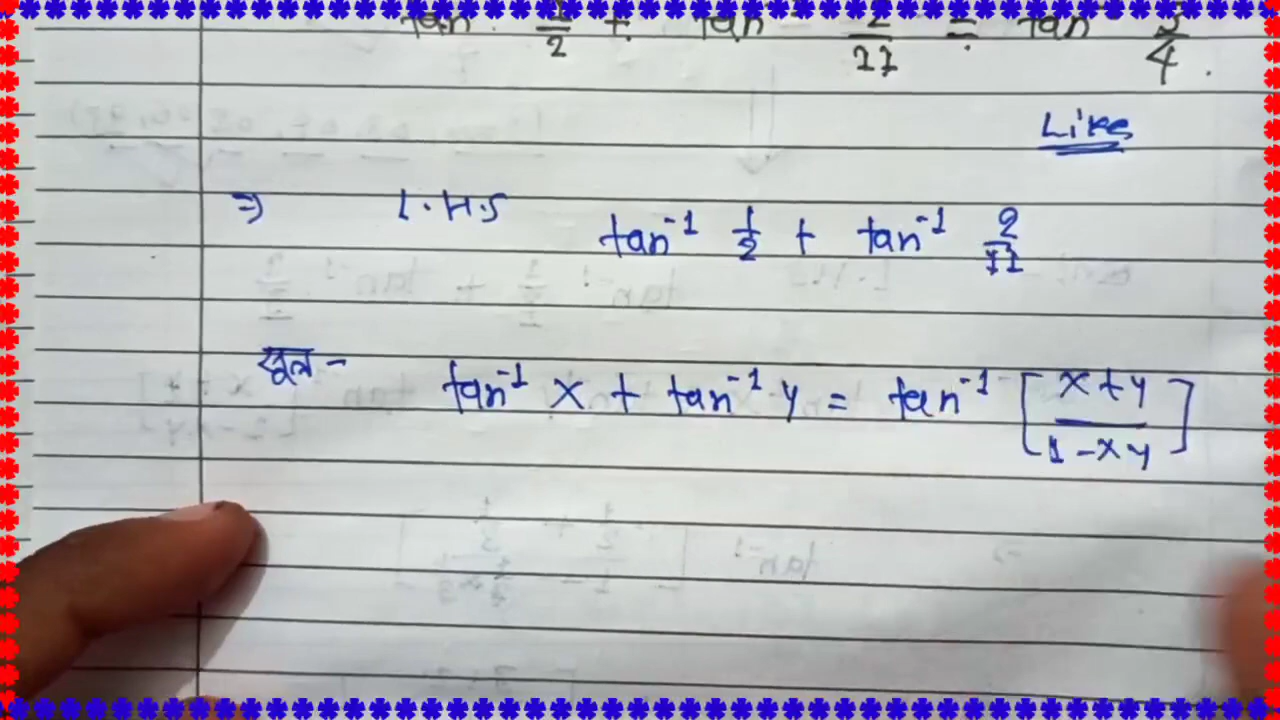 tan⁻¹ 1/2 + tan⁻¹ 2/11 = tan⁻¹ 3/4 .
Like
⇒ L.H.S tan⁻¹ 1/2 + tan⁻¹ 2/11
सूत्र - tan⁻¹ x + tan⁻¹ y = tan⁻¹ [x+y / 1-xy]